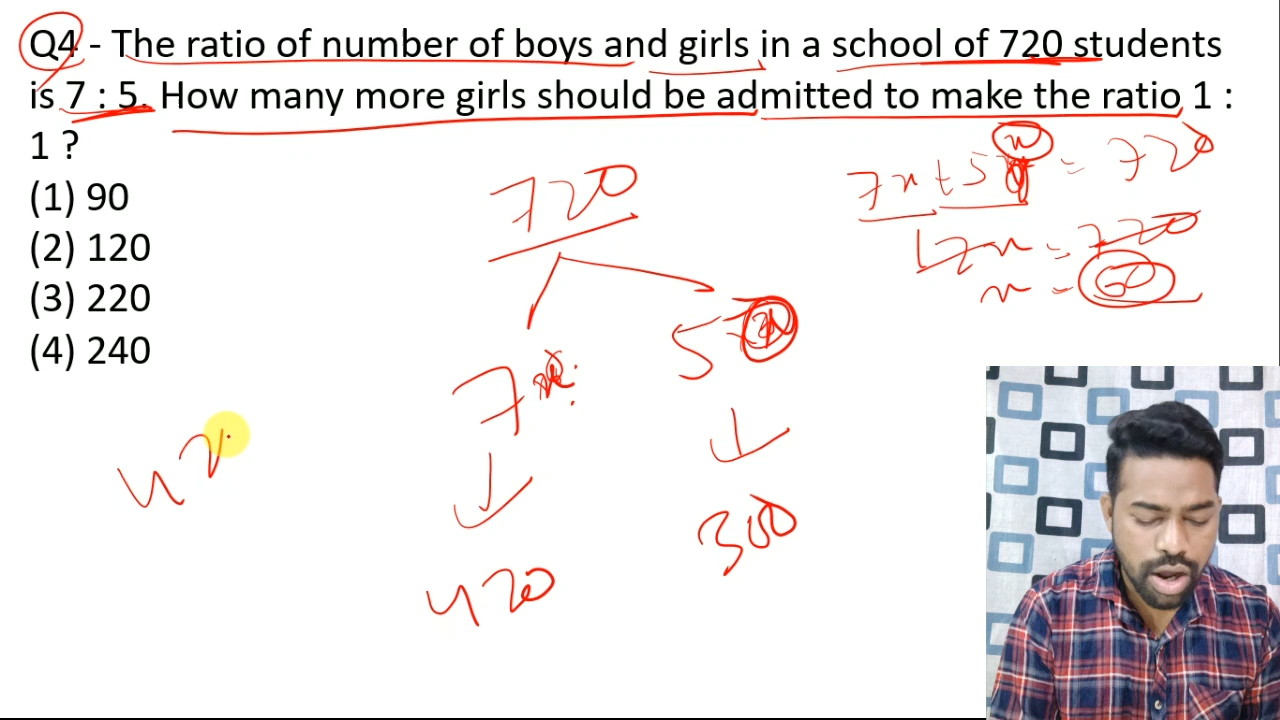 Q4 - The ratio of number of boys and girls in a school of 720 students
is 7 : 5. How many more girls should be admitted to make the ratio 1 :
1 ?
(1) 90
(2) 120
(3) 220
(4) 240
7x + 5x = 720
12x = 720
x = 60
720
7x
5x
420
300
42